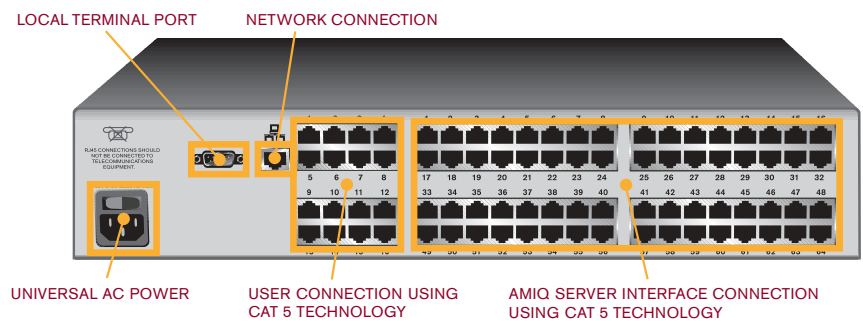 LOCAL TERMINAL PORT NETWORK CONNECTION
RJ45 CONNECTIONS SHOULD
NOT BE CONNECTED TO
TELECOMMUNICATIONS
EQUIPMENT.
5 6 7 8 17 18 19 20 21 22 23 24 25 26 27 28 29 30 31 32
9 10 11 12 33 34 35 36 37 38 39 40 41 42 43 44 45 46 47 48
UNIVERSAL AC POWER
USER CONNECTION USING
CAT 5 TECHNOLOGY
AMIQ SERVER INTERFACE CONNECTION
USING CAT 5 TECHNOLOGY